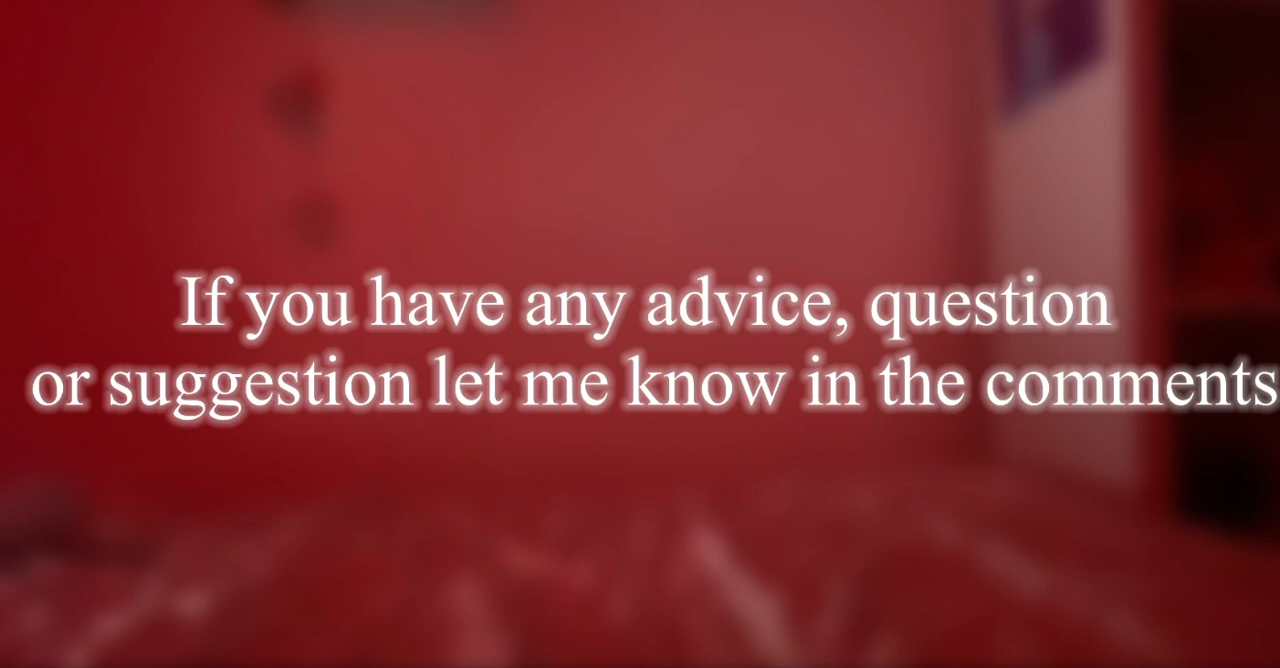 If you have any advice, question
or suggestion let me know in the comments